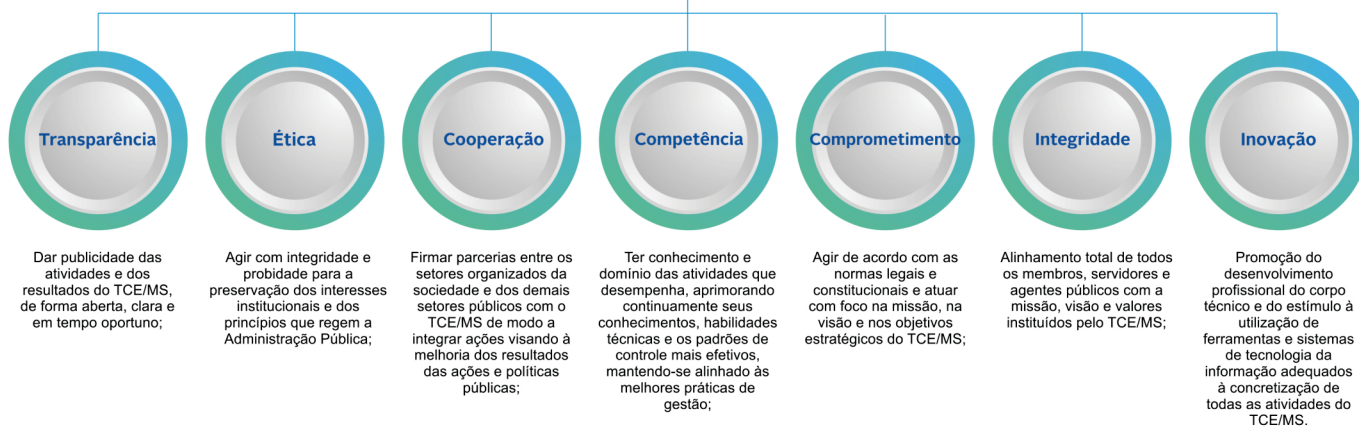 Transparência
Ética
Cooperação
Competência
Comprometimento
Integridade
Inovação
Dar publicidade das
atividades e dos
resultados do TCE/MS,
de forma aberta, clara e
em tempo oportuno;
Agir com integridade e
probidade para a
preservação dos interesses
institucionais e dos
princípios que regem a
Administração Pública;
Firmar parcerias entre os
setores organizados da
sociedade e dos demais
setores públicos com o
TCE/MS de modo a
integrar ações visando à
melhoria dos resultados
das ações e políticas
públicas;
Ter conhecimento e
domínio das atividades que
desempenha, aprimorando
continuamente seus
conhecimentos, habilidades
técnicas e os padrões de
controle mais efetivos,
mantendo-se alinhado às
melhores práticas de
gestão;
Agir de acordo com as
normas legais e
constitucionais e atuar
com foco na missão, na
visão e nos objetivos
estratégicos do TCE/MS;
Alinhamento total de todos
os membros, servidores e
agentes públicos com a
missão, visão e valores
instituídos pelo TCE/MS;
Promoção do
desenvolvimento
profissional do corpo
técnico e do estímulo à
utilização de
ferramentas e sistemas
de tecnologia da
informação adequados
à concretização de
todas as atividades do
TCE/MS.